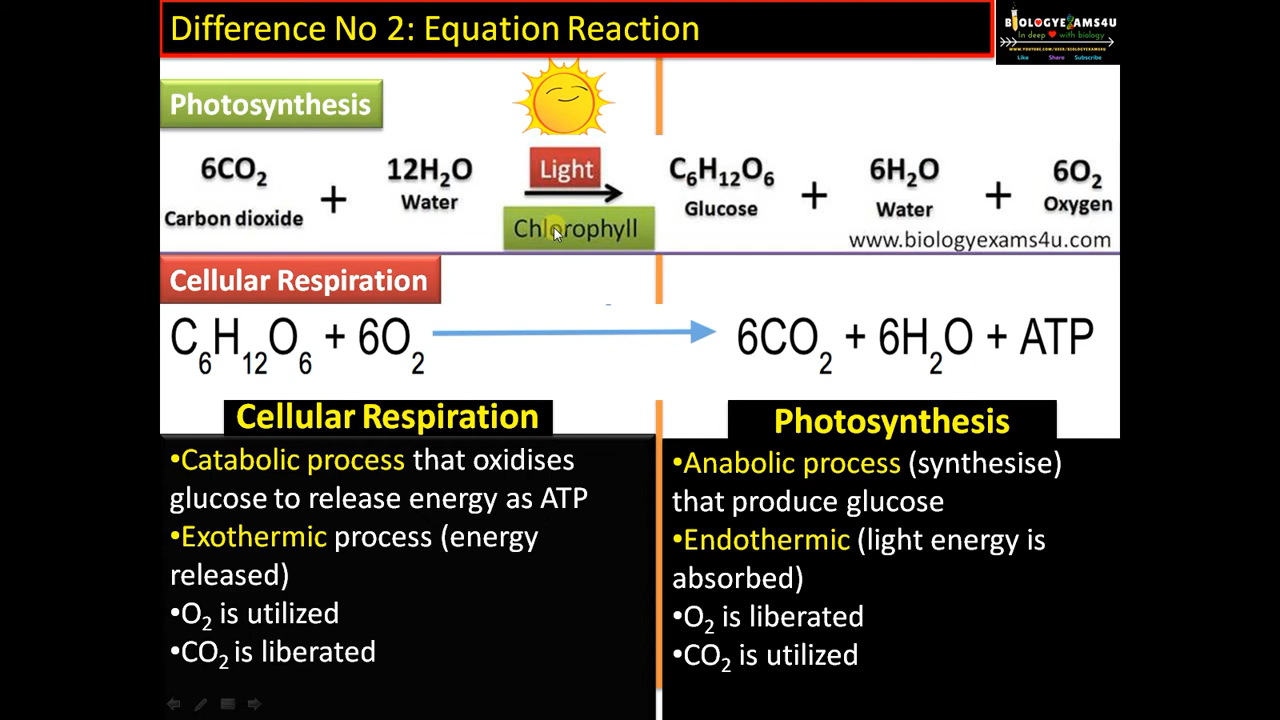 Difference No 2: Equation Reaction
BIOLOGYEXAMS4U
In deep ❤ with biology
WWW.YOUTUBE.COM/USER/BIOLOGYEXAMS4U
Like Share Subscribe
Photosynthesis
6CO₂ + 12H₂O Light C₆H₁₂O₆ + 6H₂O + 6O₂
Carbon dioxide Water Chlorophyll Glucose Water Oxygen
www.biologyexams4u.com
Cellular Respiration
C₆H₁₂O₆ + 6O₂ 6CO₂ + 6H₂O + ATP
Cellular Respiration
•Catabolic process that oxidises
glucose to release energy as ATP
•Exothermic process (energy
released)
•O₂ is utilized
•CO₂ is liberated
Photosynthesis
•Anabolic process (synthesise)
that produce glucose
•Endothermic (light energy is
absorbed)
•O₂ is liberated
•CO₂ is utilized